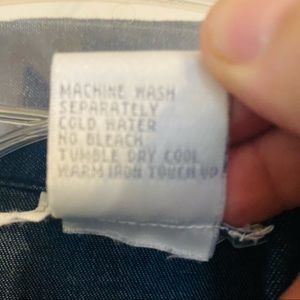 MACHINE WASH
SEPARATELY
COLD WATER
NO BLEACH
TUMBLE DRY COOL
WARM IRON TOUCH UP